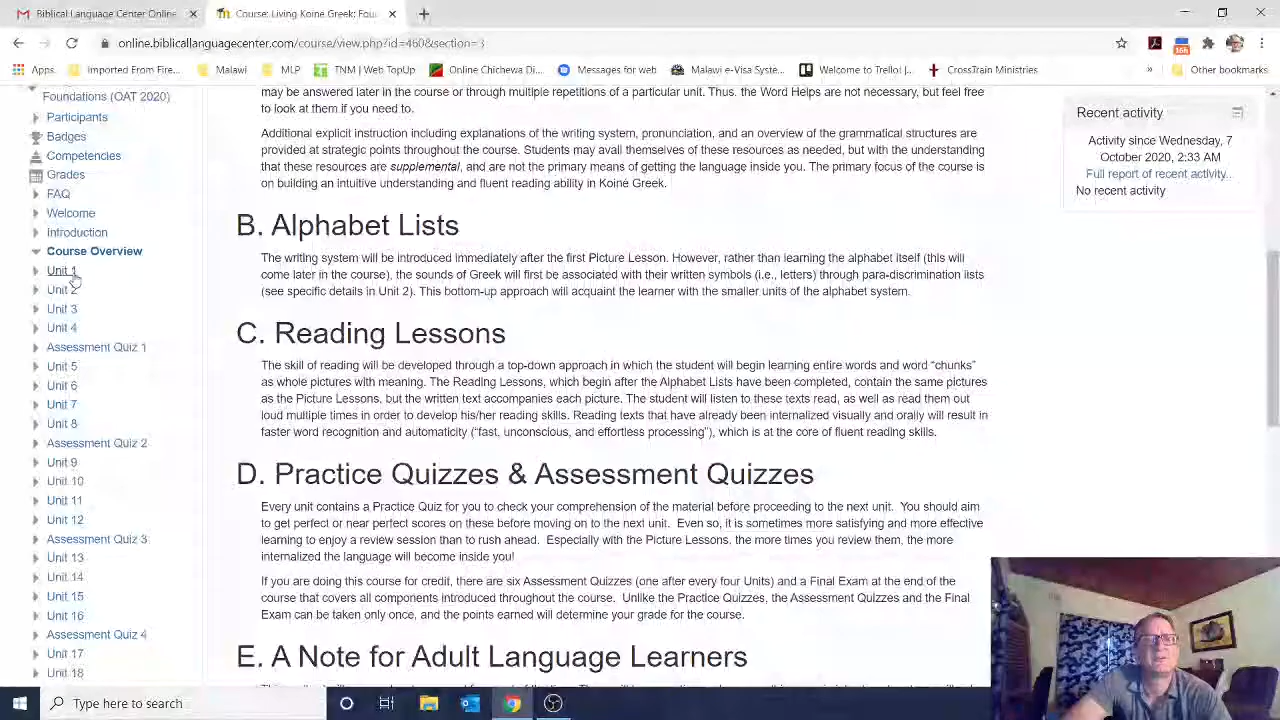 Biblical Language Center Online
Course: Living Koine Greek: Fou
online.biblicallanguagecenter.com/course/view.php?id=460&section=3
Apps
Imported From Fire...
Malawi
MLP
TNM | Web TopUp
Online Chichewa Di...
Messages for web
Malawi e-Visa Syste...
Welcome to Trello! |...
CrossTrain Ministries
»
Other bookmarks
Foundations (OAT 2020)
Participants
Badges
Competencies
Grades
FAQ
Welcome
Introduction
Course Overview
Unit 1
Unit 2
Unit 3
Unit 4
Assessment Quiz 1
Unit 5
Unit 6
Unit 7
Unit 8
Assessment Quiz 2
Unit 9
Unit 10
Unit 11
Unit 12
Assessment Quiz 3
Unit 13
Unit 14
Unit 15
Unit 16
Assessment Quiz 4
Unit 17
Unit 18
may be answered later in the course or through multiple repetitions of a particular unit. Thus, the Word Helps are not necessary, but feel free
to look at them if you need to.
Additional explicit instruction including explanations of the writing system, pronunciation, and an overview of the grammatical structures are
provided at strategic points throughout the course. Students may avail themselves of these resources as needed, but with the understanding
that these resources are supplemental, and are not the primary means of getting the language inside you. The primary focus of the course is
on building an intuitive understanding and fluent reading ability in Koiné Greek.
B. Alphabet Lists
The writing system will be introduced immediately after the first Picture Lesson. However, rather than learning the alphabet itself (this will
come later in the course), the sounds of Greek will first be associated with their written symbols (i.e., letters) through para-discrimination lists
(see specific details in Unit 2). This bottom-up approach will acquaint the learner with the smaller units of the alphabet system.
C. Reading Lessons
The skill of reading will be developed through a top-down approach in which the student will begin learning entire words and word “chunks”
as whole pictures with meaning. The Reading Lessons, which begin after the Alphabet Lists have been completed, contain the same pictures
as the Picture Lessons, but the written text accompanies each picture. The student will listen to these texts read, as well as read them out
loud multiple times in order to develop his/her reading skills. Reading texts that have already been internalized visually and orally will result in
faster word recognition and automaticity (“fast, unconscious, and effortless processing”), which is at the core of fluent reading skills.
D. Practice Quizzes & Assessment Quizzes
Every unit contains a Practice Quiz for you to check your comprehension of the material before proceeding to the next unit. You should aim
to get perfect or near perfect scores on these before moving on to the next unit. Even so, it is sometimes more satisfying and more effective
learning to enjoy a review session than to rush ahead. Especially with the Picture Lessons, the more times you review them, the more
internalized the language will become inside you!
If you are doing this course for credit, there are six Assessment Quizzes (one after every four Units) and a Final Exam at the end of the
course that covers all components introduced throughout the course. Unlike the Practice Quizzes, the Assessment Quizzes and the Final
Exam can be taken only once, and the points earned will determine your grade for the course.
E. A Note for Adult Language Learners
Recent activity
Activity since Wednesday, 7
October 2020, 2:33 AM
Full report of recent activity...
No recent activity
Type here to search